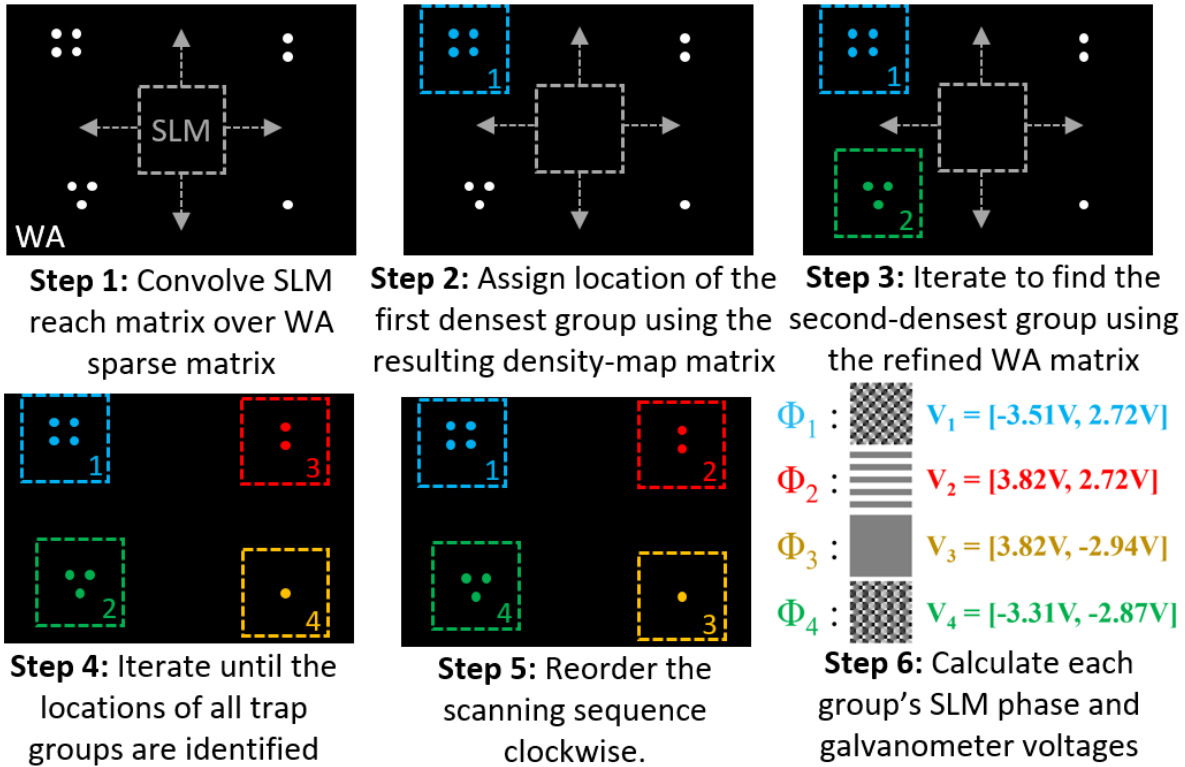 SLM
WA
1
1
2
Step 1: Convolve SLM
reach matrix over WA
sparse matrix
Step 2: Assign location of the
first densest group using the
resulting density-map matrix
Step 3: Iterate to find the
second-densest group using
the refined WA matrix
1
3
2
4
1
2
4
3
Φ1 : V1 = [-3.51V, 2.72V]
Φ2 : V2 = [3.82V, 2.72V]
Φ3 : V3 = [3.82V, -2.94V]
Φ4 : V4 = [-3.31V, -2.87V]
Step 4: Iterate until the
locations of all trap
groups are identified
Step 5: Reorder the
scanning sequence
clockwise.
Step 6: Calculate each
group's SLM phase and
galvanometer voltages